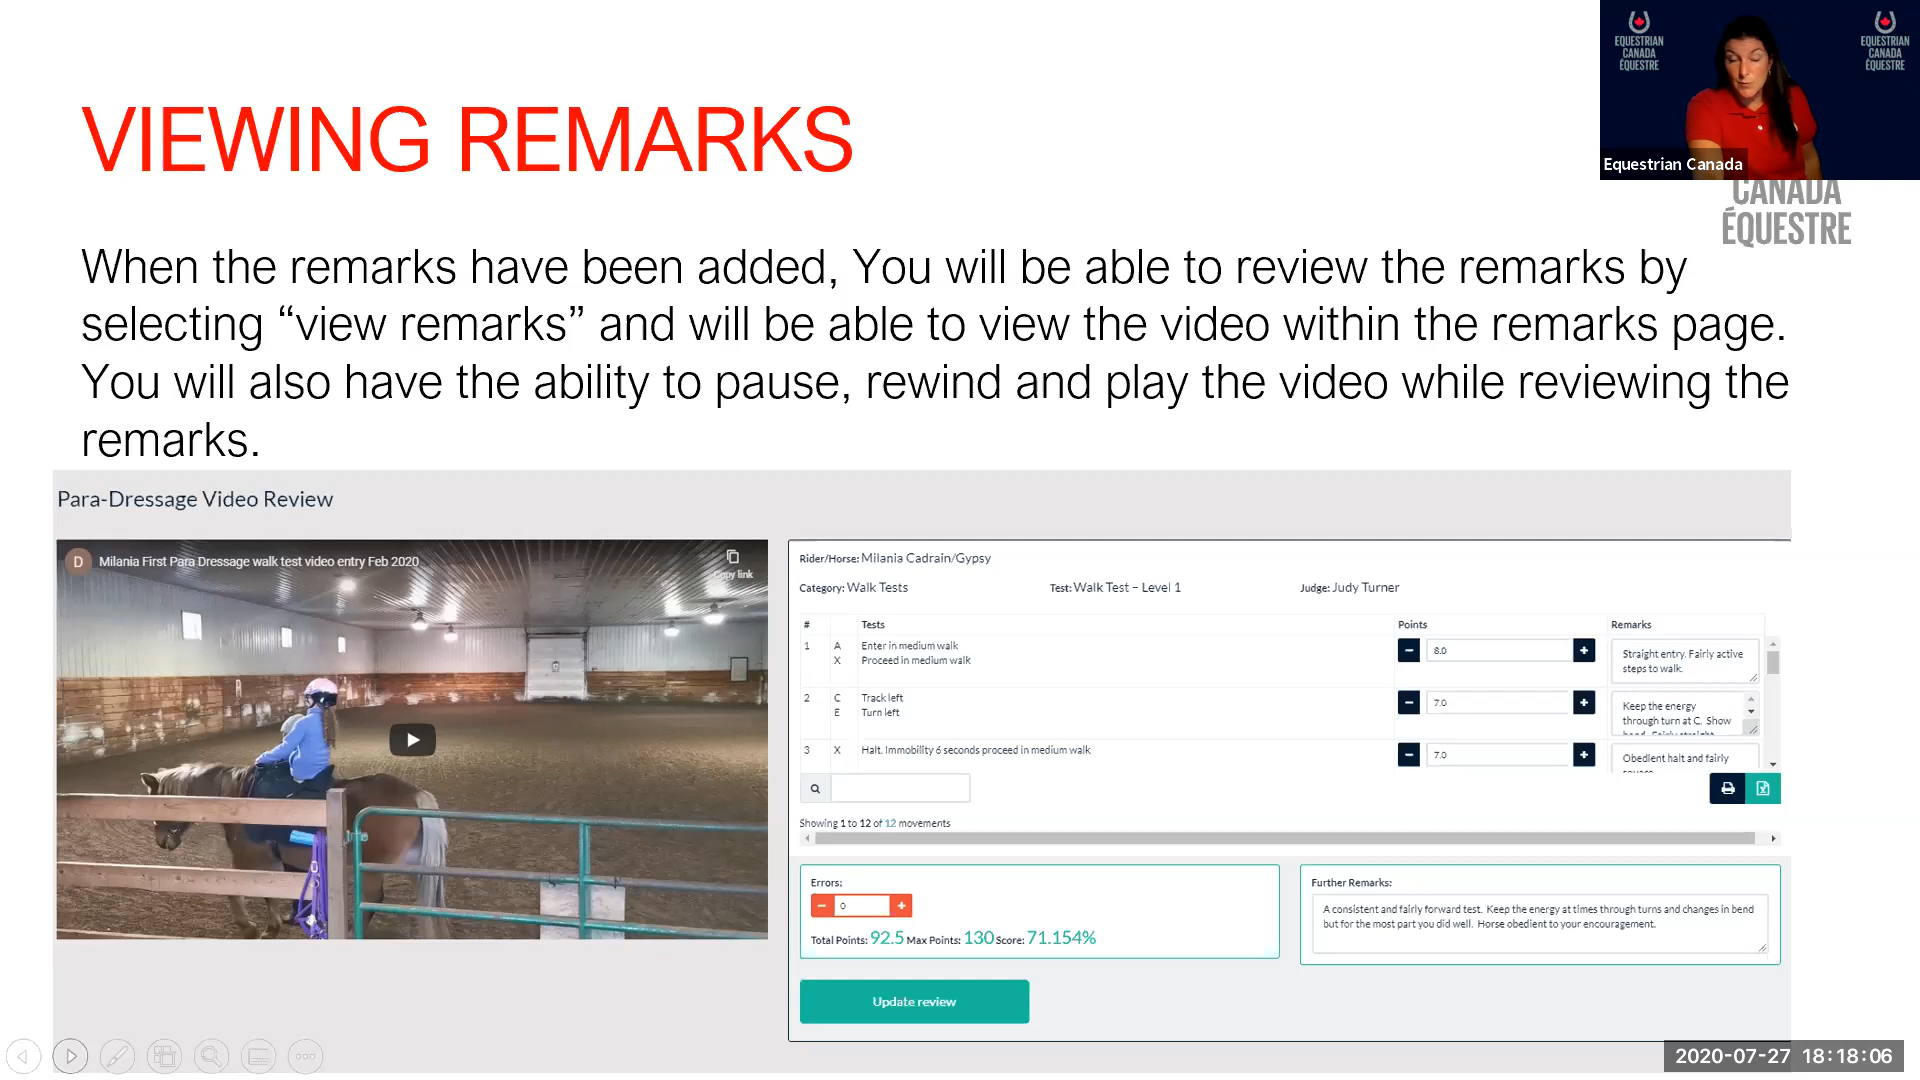 EQUESTRIAN
CANADA
ÉQUESTRE
EQUESTRIAN
CANADA
ÉQUESTRE
Equestrian Canada
CANADA
ÉQUESTRE
VIEWING REMARKS
When the remarks have been added, You will be able to review the remarks by
selecting “view remarks” and will be able to view the video within the remarks page.
You will also have the ability to pause, rewind and play the video while reviewing the
remarks.
Para-Dressage Video Review
D Milania First Para Dressage walk test video entry Feb 2020
Copy link
Rider/Horse: Milania Cadrain/Gypsy
Category: Walk Tests Test: Walk Test – Level 1 Judge: Judy Turner
# Tests Points Remarks
1 A Enter in medium walk 8.0 Straight entry. Fairly active
X Proceed in medium walk steps to walk.
2 C Track left 7.0 Keep the energy
E Turn left through turn at C. Show
bend. Fairly straight
3 X Halt. Immobility 6 seconds proceed in medium walk 7.0 Obedient halt and fairly
square.
Showing 1 to 12 of 12 movements
Errors:
0
Total Points: 92.5 Max Points: 130 Score: 71.154%
Further Remarks:
A consistent and fairly forward test. Keep the energy at times through turns and changes in bend
but for the most part you did well. Horse obedient to your encouragement.
Update review
2020-07-27 18:18:06